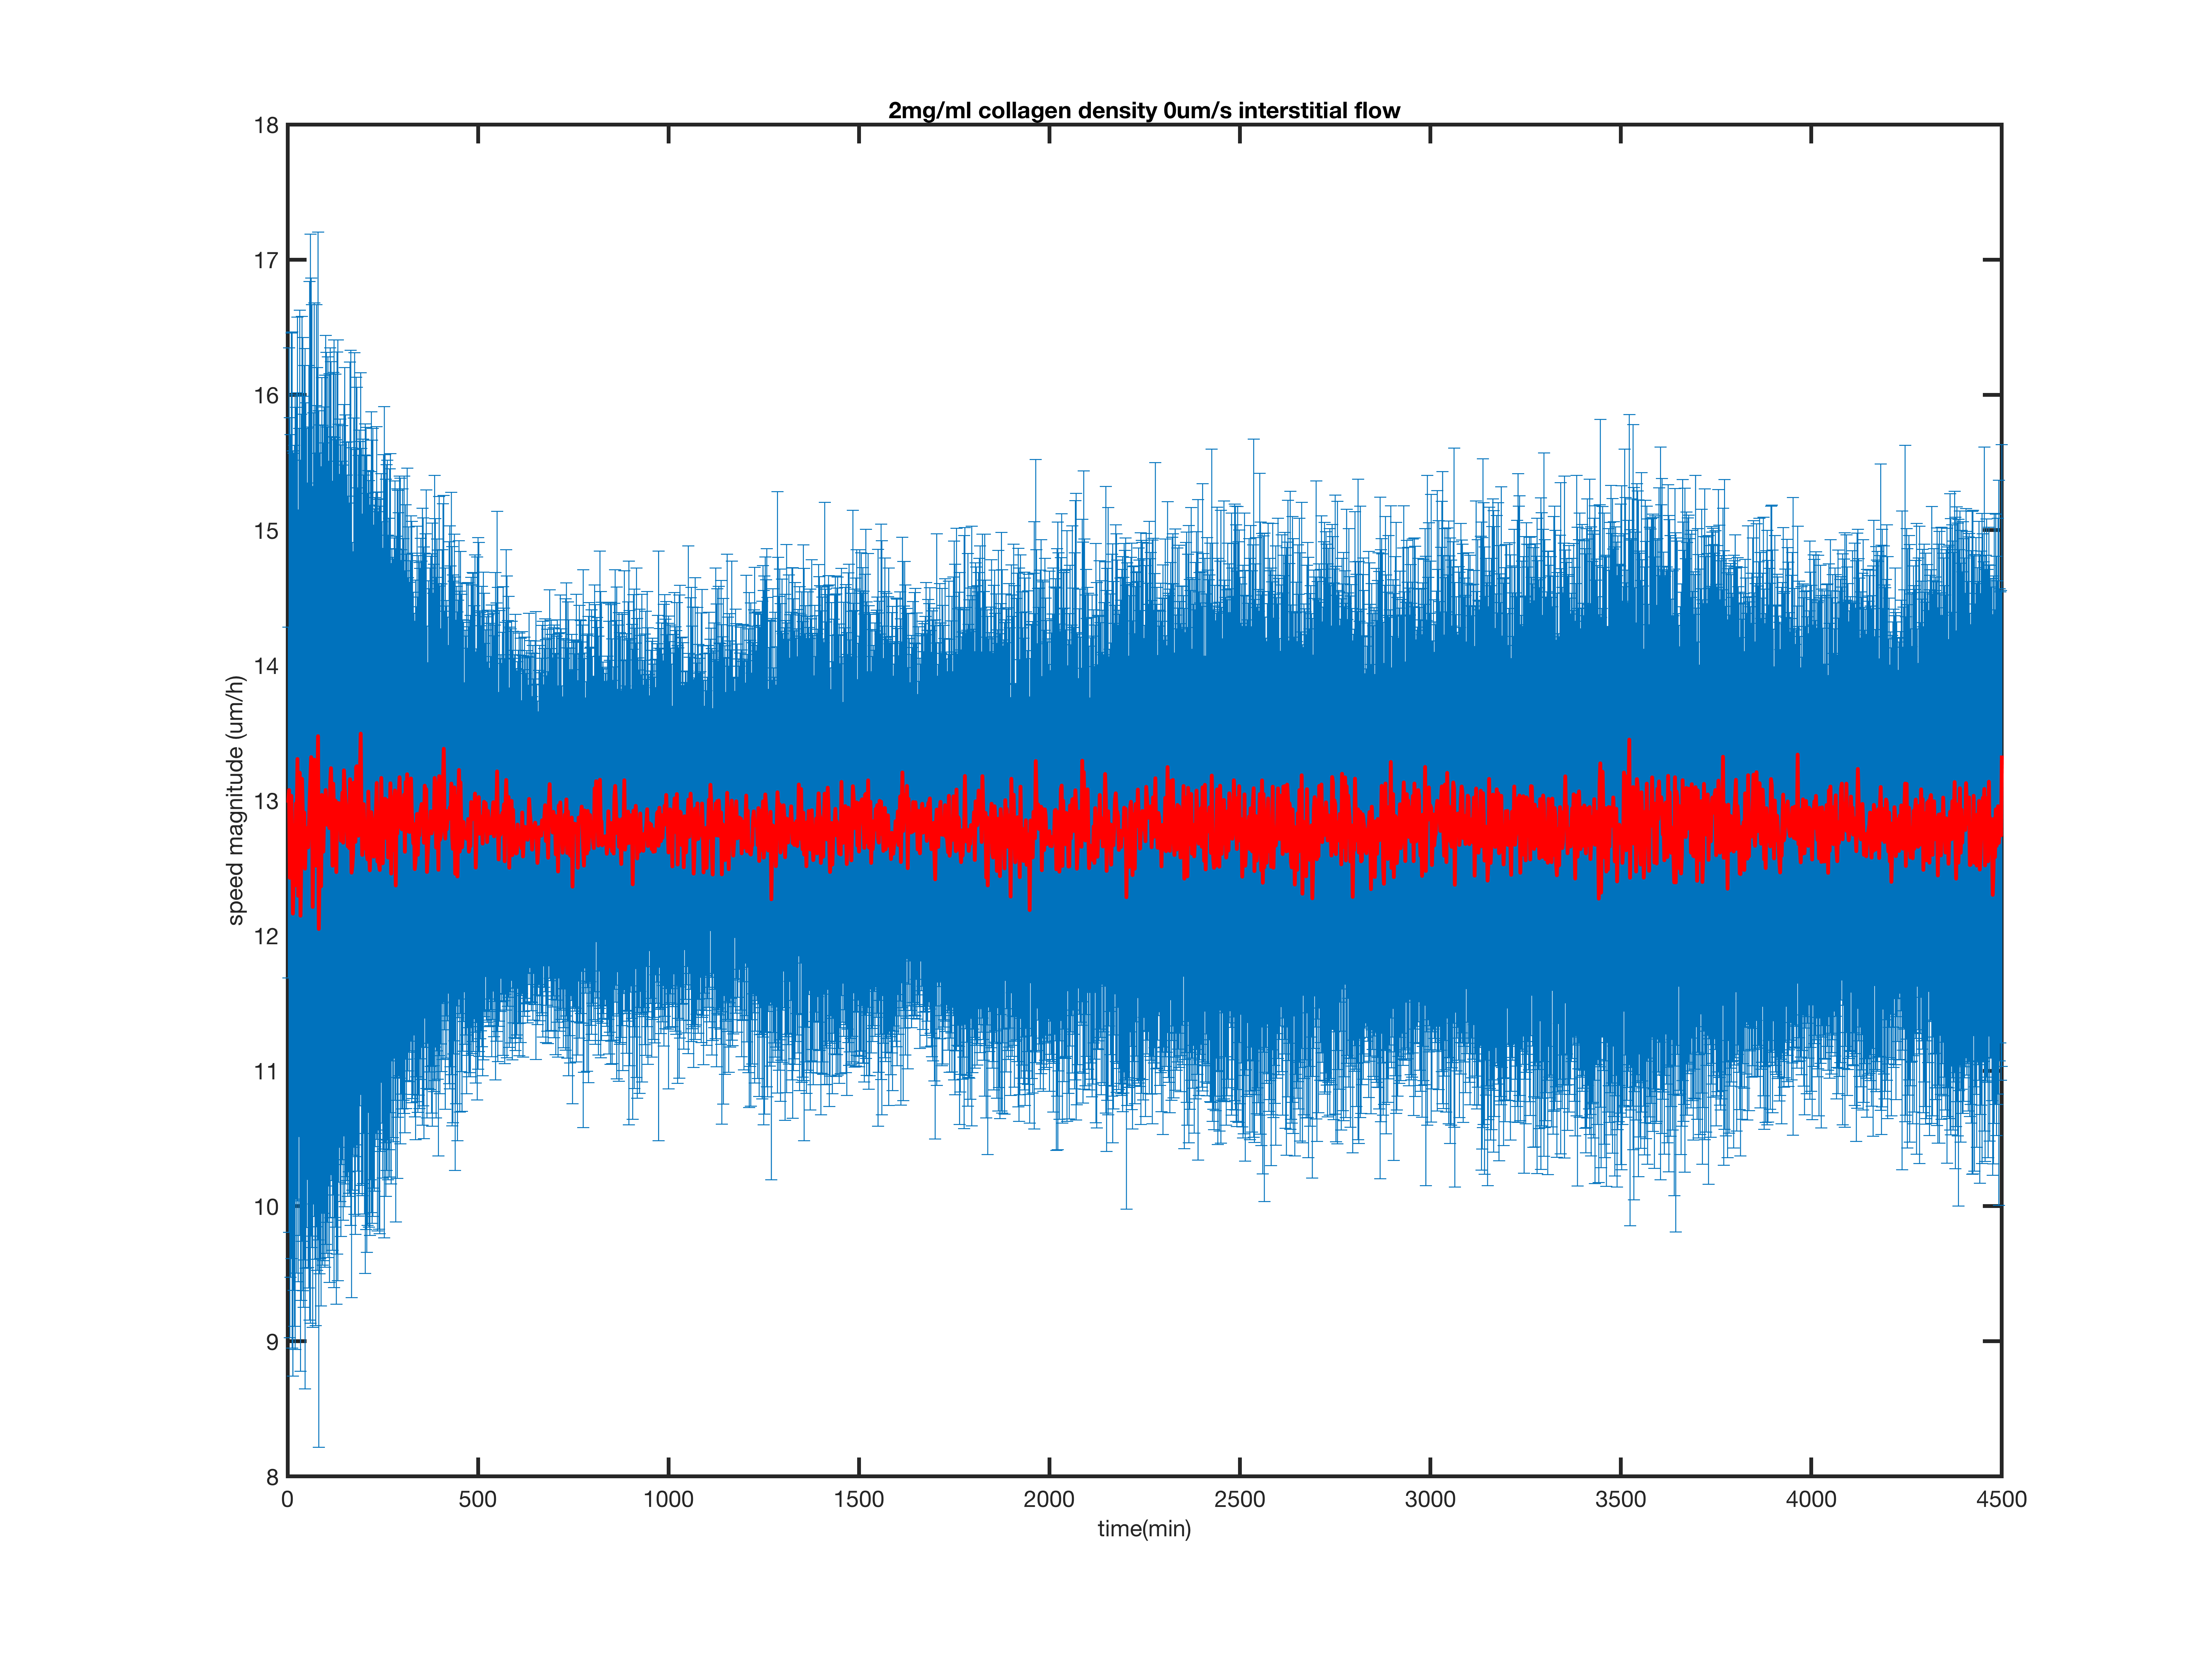 2mg/ml collagen density 0um/s interstitial flow
18
17
16
15
14
13
12
11
10
9
8
speed magnitude (um/h)
0 500 1000 1500 2000 2500 3000 3500 4000 4500
time(min)